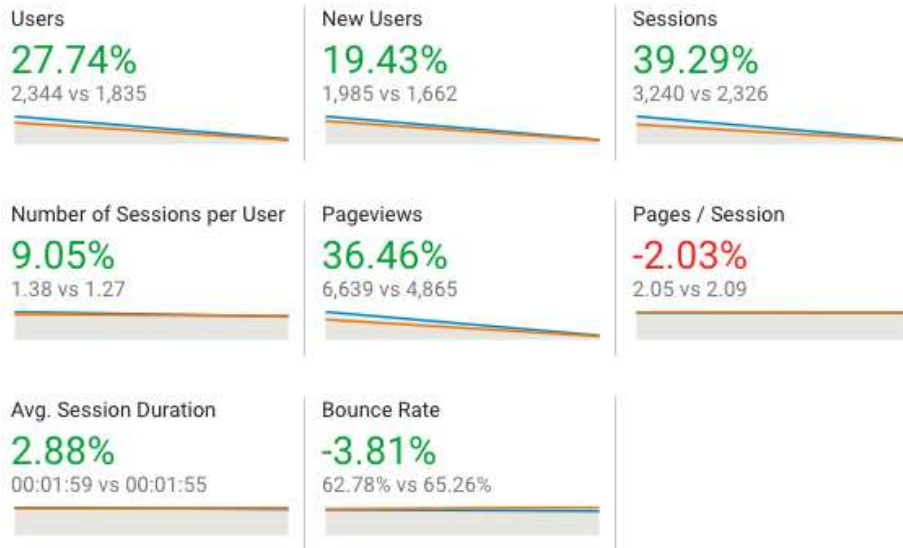 Users
27.74%
2,344 vs 1,835
New Users
19.43%
1,985 vs 1,662
Sessions
39.29%
3,240 vs 2,326
Number of Sessions per User
9.05%
1.38 vs 1.27
Pageviews
36.46%
6,639 vs 4,865
Pages / Session
-2.03%
2.05 vs 2.09
Avg. Session Duration
2.88%
00:01:59 vs 00:01:55
Bounce Rate
-3.81%
62.78% vs 65.26%